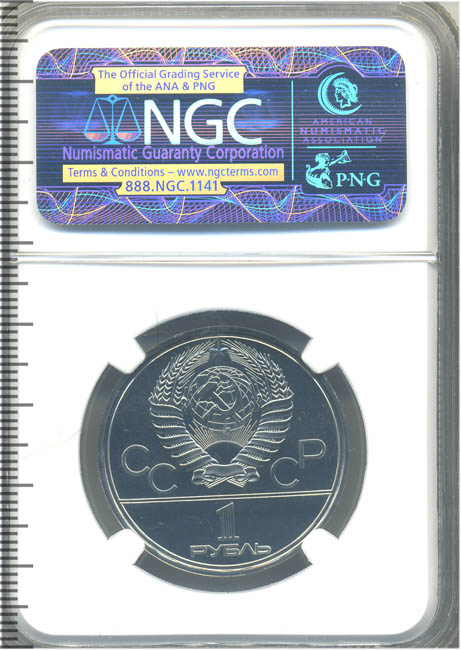 The Official Grading Service
of the ANA & PNG
NGC
Numismatic Guaranty Corporation
Terms & Conditions – www.ngcterms.com
888.NGC.1141
AMERICAN
NUMISMATIC
ASSOCIATION
P·N·G
СССР
1
РУБЛЬ